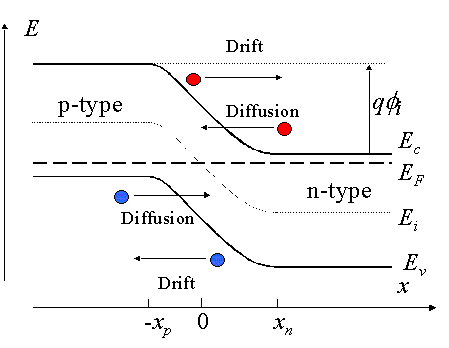 E
Drift
p-type
Diffusion
qϕi
Ec
EF
n-type
Diffusion
Ei
Drift
Ev
x
-xp
0
xn